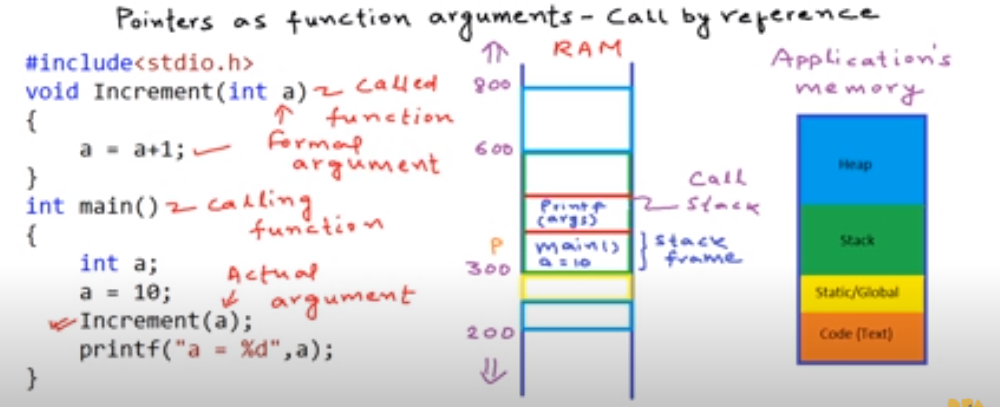 Pointers as function arguments - Call by reference
#include<stdio.h>
void Increment(int a)
{
a = a+1;
}
int main()
{
int a;
a = 10;
Increment(a);
printf("a = %d",a);
}
called
function
Formal
argument
calling
function
Actual
argument
RAM
800
600
P
300
200
Printf
(args)
main()
a = 10
Call
stack
stack
frame
Application's
memory
Heap
Stack
Static/Global
Code (Text)